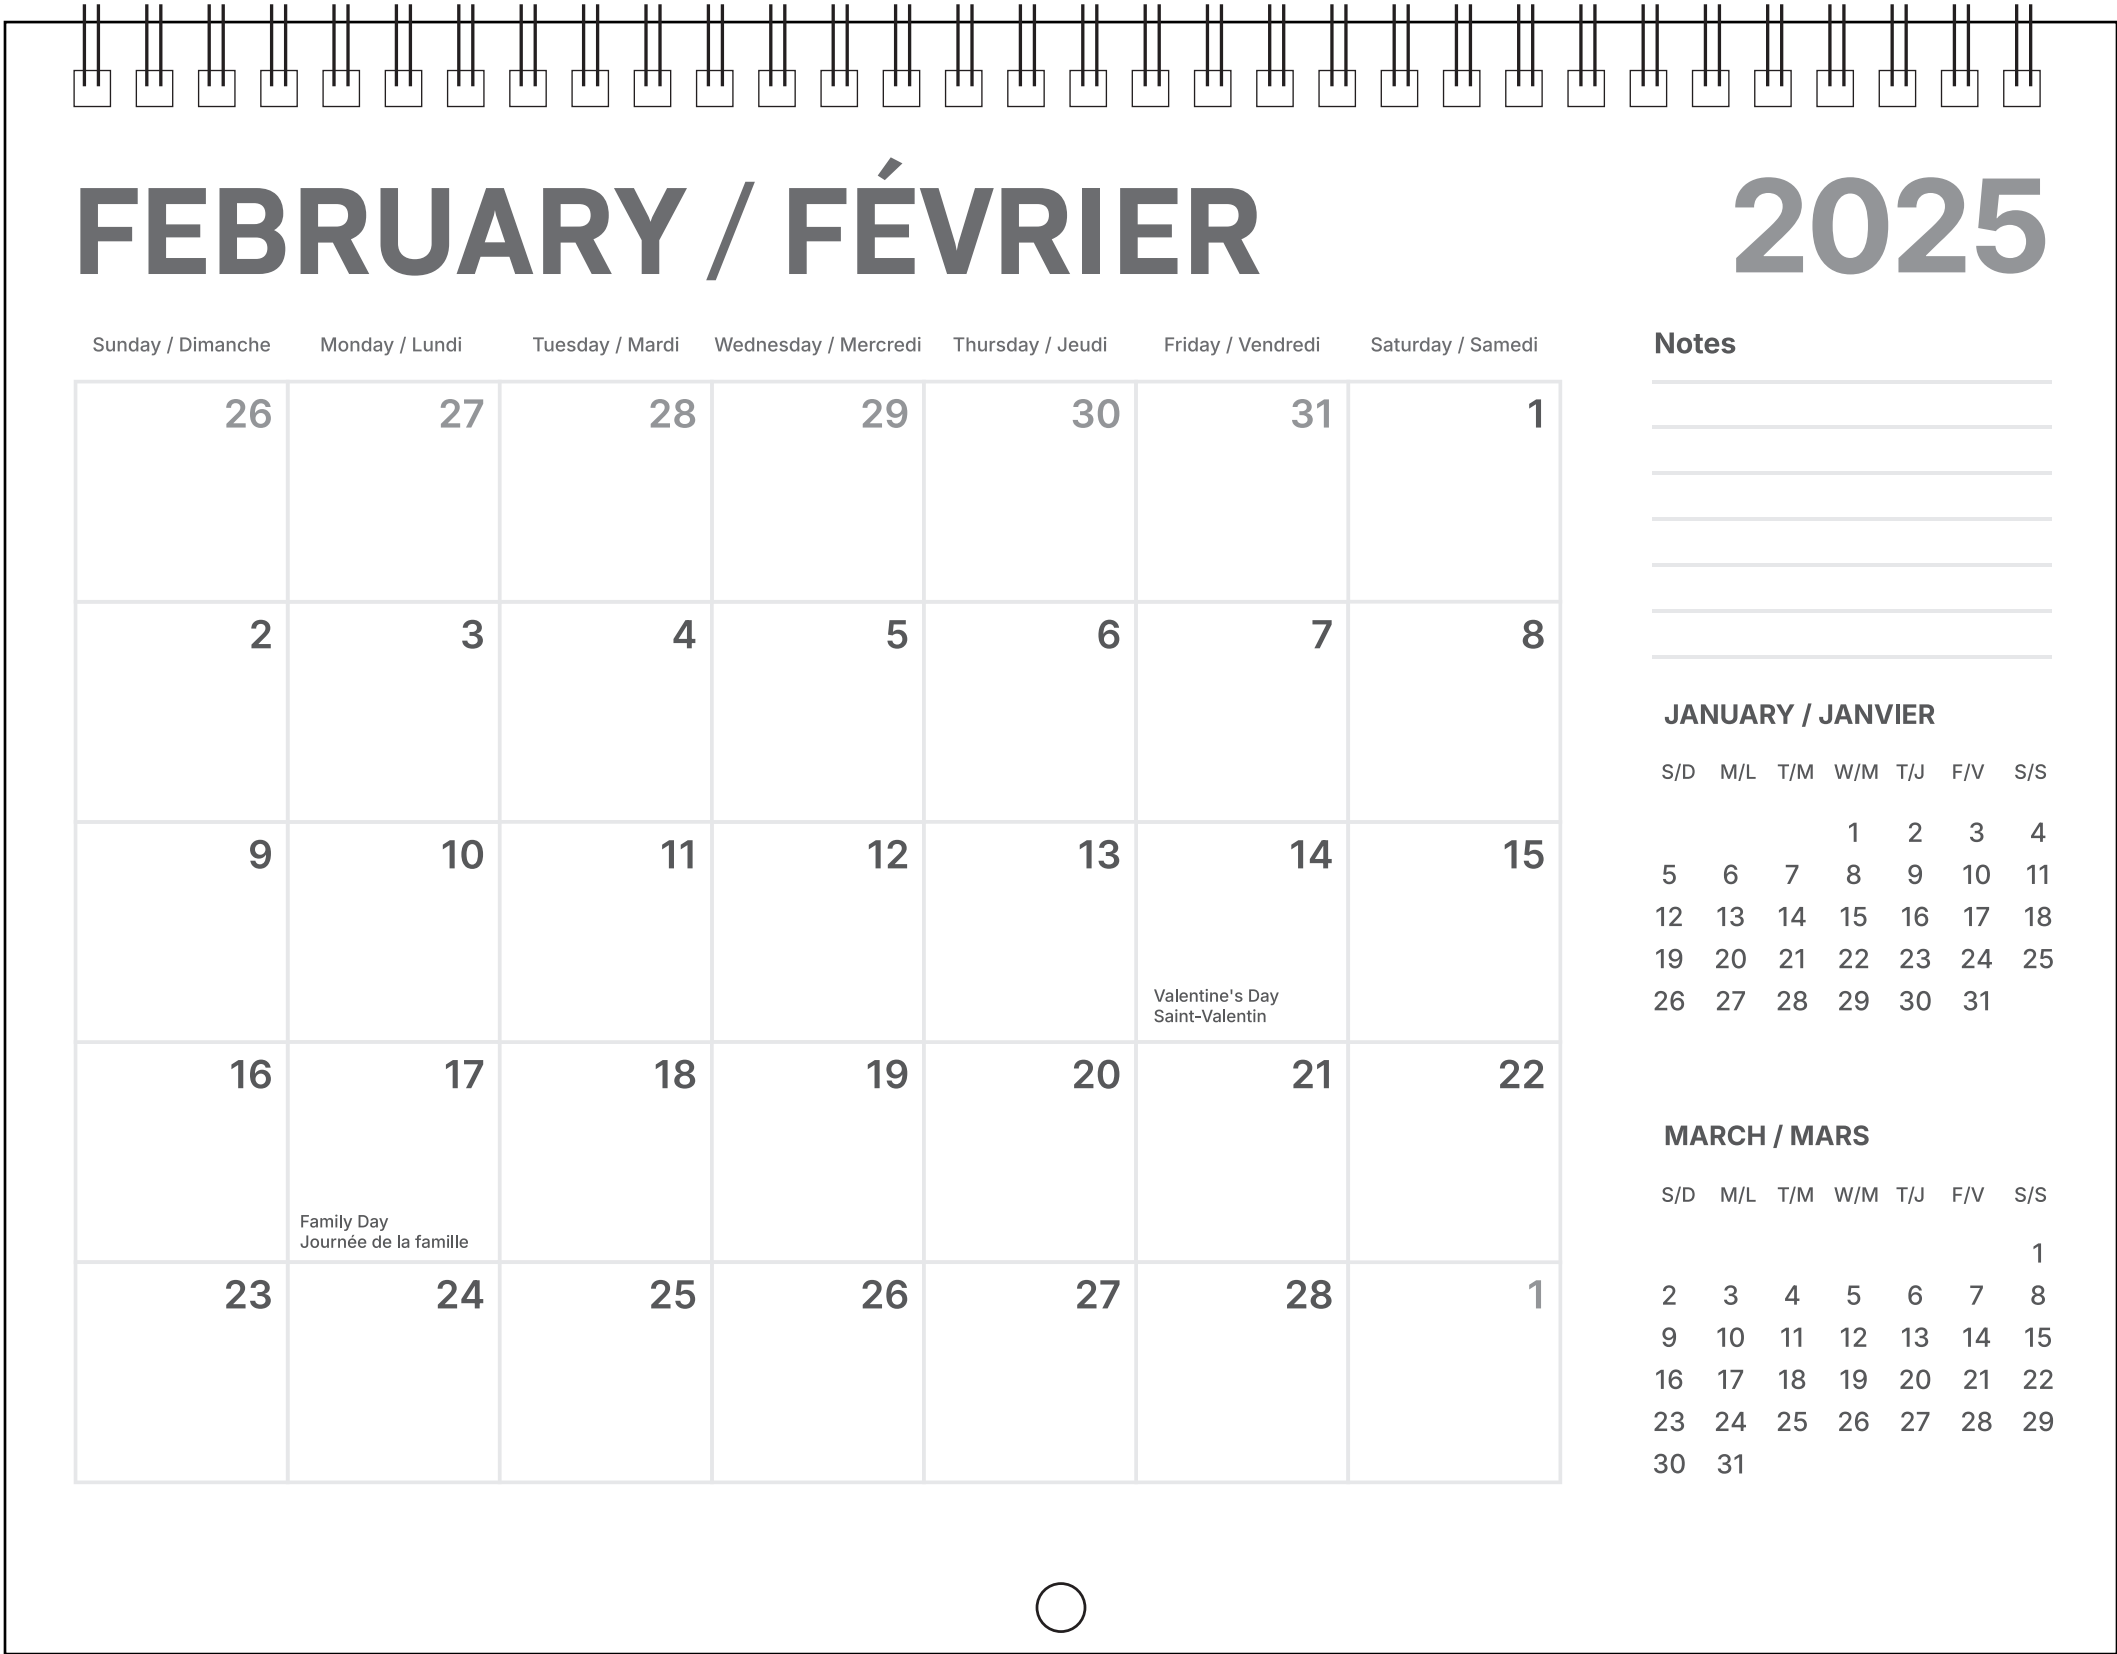 FEBRUARY / FÉVRIER 2025
Sunday / Dimanche Monday / Lundi Tuesday / Mardi Wednesday / Mercredi Thursday / Jeudi Friday / Vendredi Saturday / Samedi
26 27 28 29 30 31 1
2 3 4 5 6 7 8
9 10 11 12 13 14 15
Valentine's Day
Saint-Valentin
16 17 18 19 20 21 22
Family Day
Journée de la famille
23 24 25 26 27 28 1
Notes
JANUARY / JANVIER
S/D M/L T/M W/M T/J F/V S/S
1 2 3 4
5 6 7 8 9 10 11
12 13 14 15 16 17 18
19 20 21 22 23 24 25
26 27 28 29 30 31
MARCH / MARS
S/D M/L T/M W/M T/J F/V S/S
1
2 3 4 5 6 7 8
9 10 11 12 13 14 15
16 17 18 19 20 21 22
23 24 25 26 27 28 29
30 31